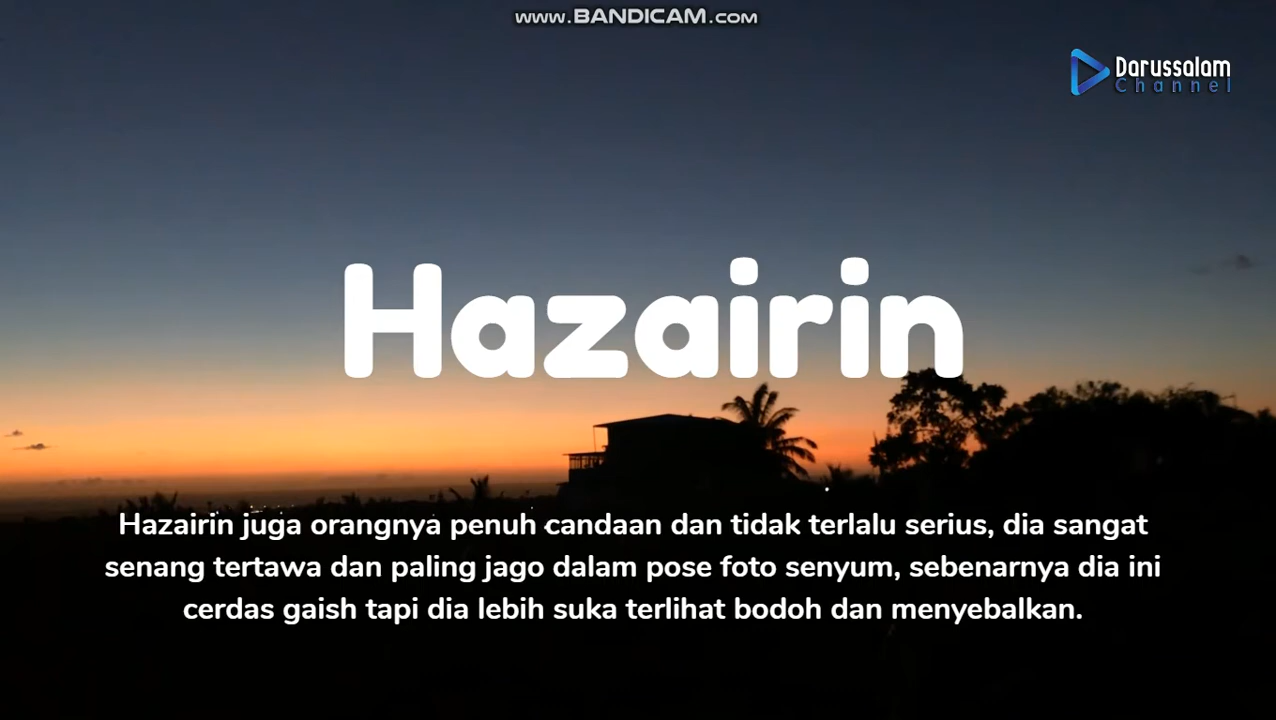 www.BANDICAM.com
Darussalam
Channel
Hazairin
Hazairin juga orangnya penuh candaan dan tidak terlalu serius, dia sangat
senang tertawa dan paling jago dalam pose foto senyum, sebenarnya dia ini
cerdas gaish tapi dia lebih suka terlihat bodoh dan menyebalkan.